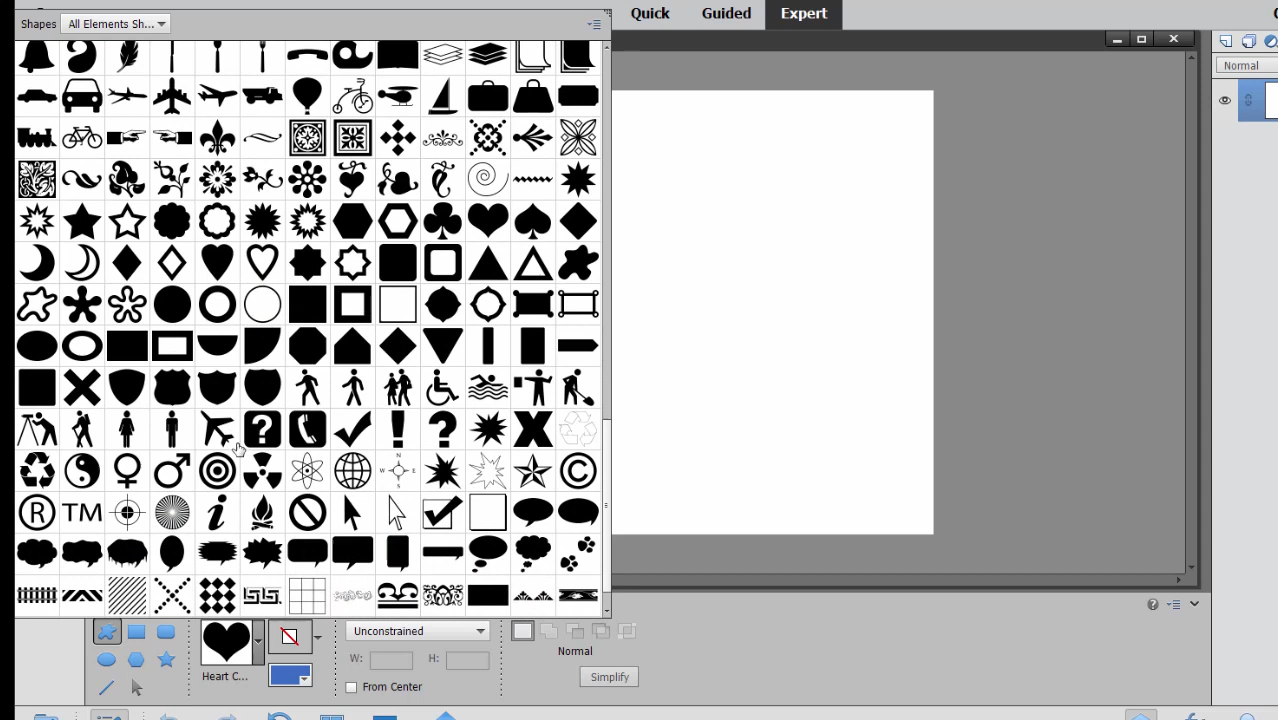 Shapes All Elements Sh...
Quick Guided Expert
Normal
N
W E
S
©
® TM
Heart C...
Unconstrained
W: H:
From Center
Normal
Simplify